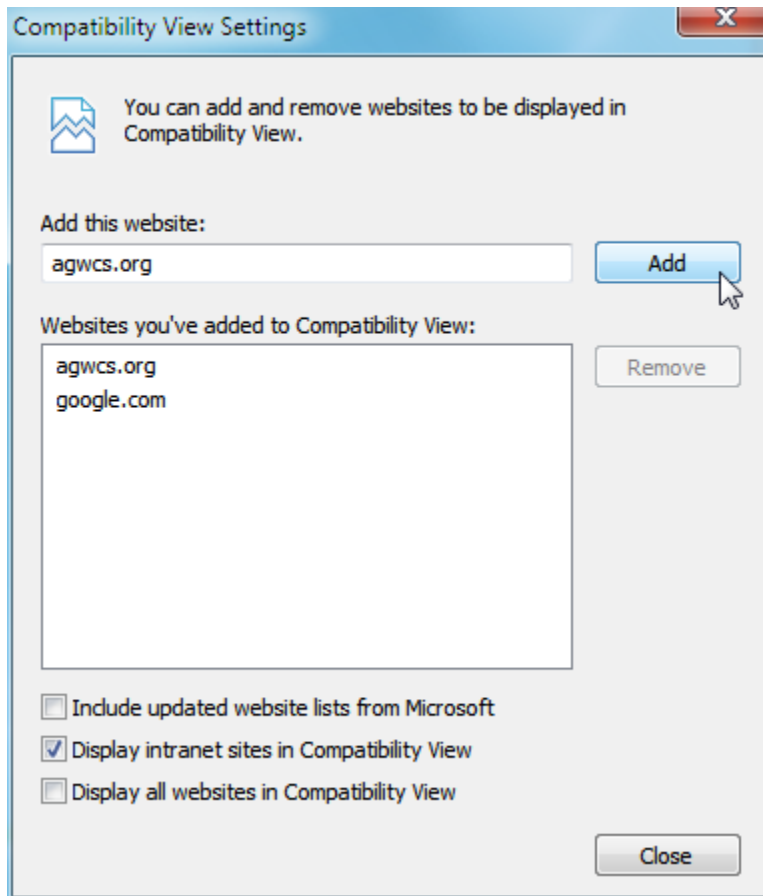 Compatibility View Settings
You can add and remove websites to be displayed in
Compatibility View.
Add this website:
agwcs.org
Add
Websites you've added to Compatibility View:
agwcs.org
google.com
Remove
Include updated website lists from Microsoft
Display intranet sites in Compatibility View
Display all websites in Compatibility View
Close